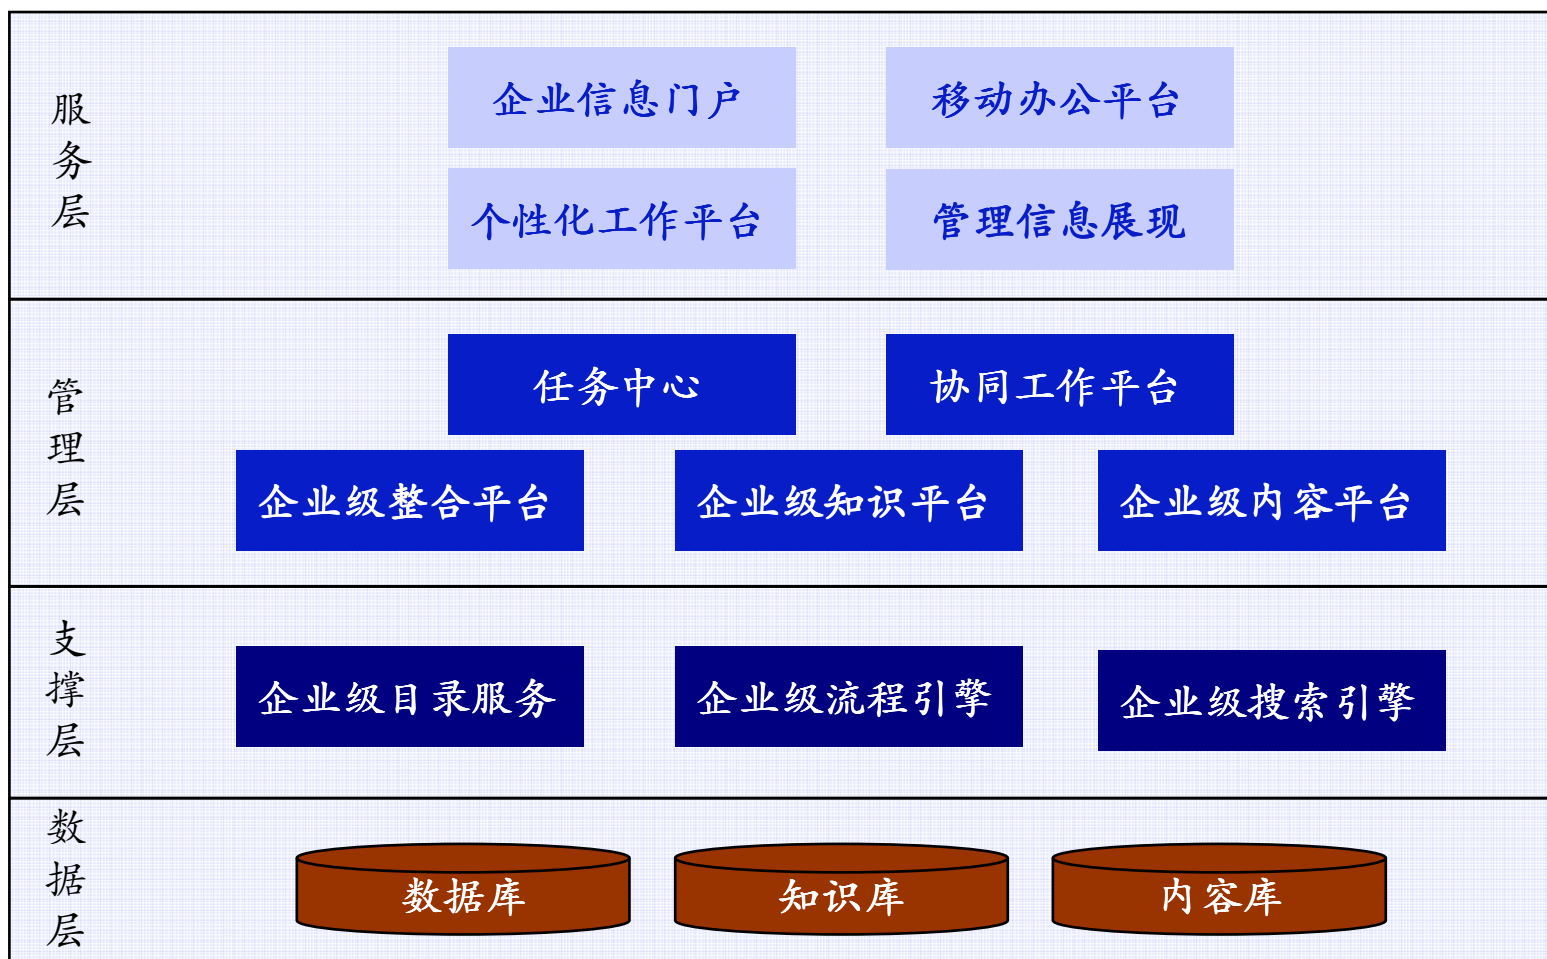 服务层
企业信息门户
移动办公平台
个性化工作平台
管理信息展现
管理层
任务中心
协同工作平台
企业级整合平台
企业级知识平台
企业级内容平台
支撑层
企业级目录服务
企业级流程引擎
企业级搜索引擎
数据层
数据库
知识库
内容库